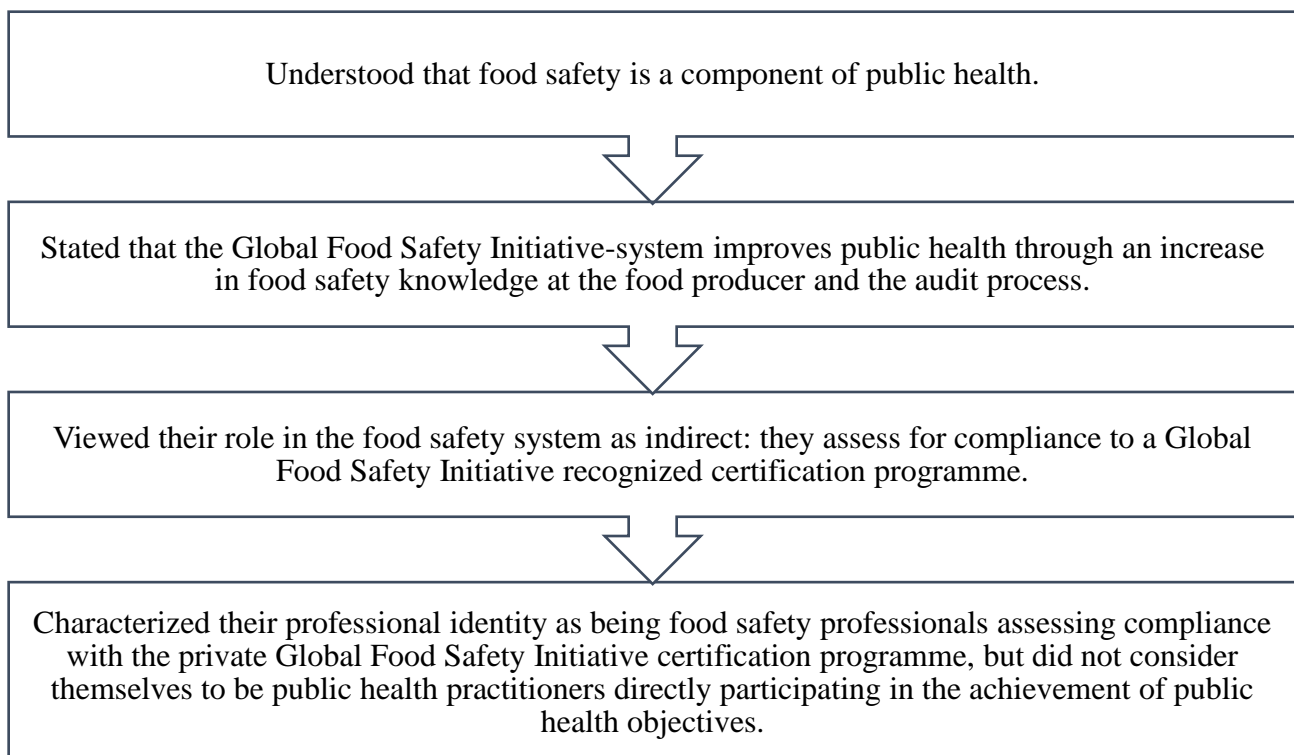 Understood that food safety is a component of public health.
Stated that the Global Food Safety Initiative-system improves public health through an increase
in food safety knowledge at the food producer and the audit process.
Viewed their role in the food safety system as indirect: they assess for compliance to a Global
Food Safety Initiative recognized certification programme.
Characterized their professional identity as being food safety professionals assessing compliance
with the private Global Food Safety Initiative certification programme, but did not consider
themselves to be public health practitioners directly participating in the achievement of public
health objectives.